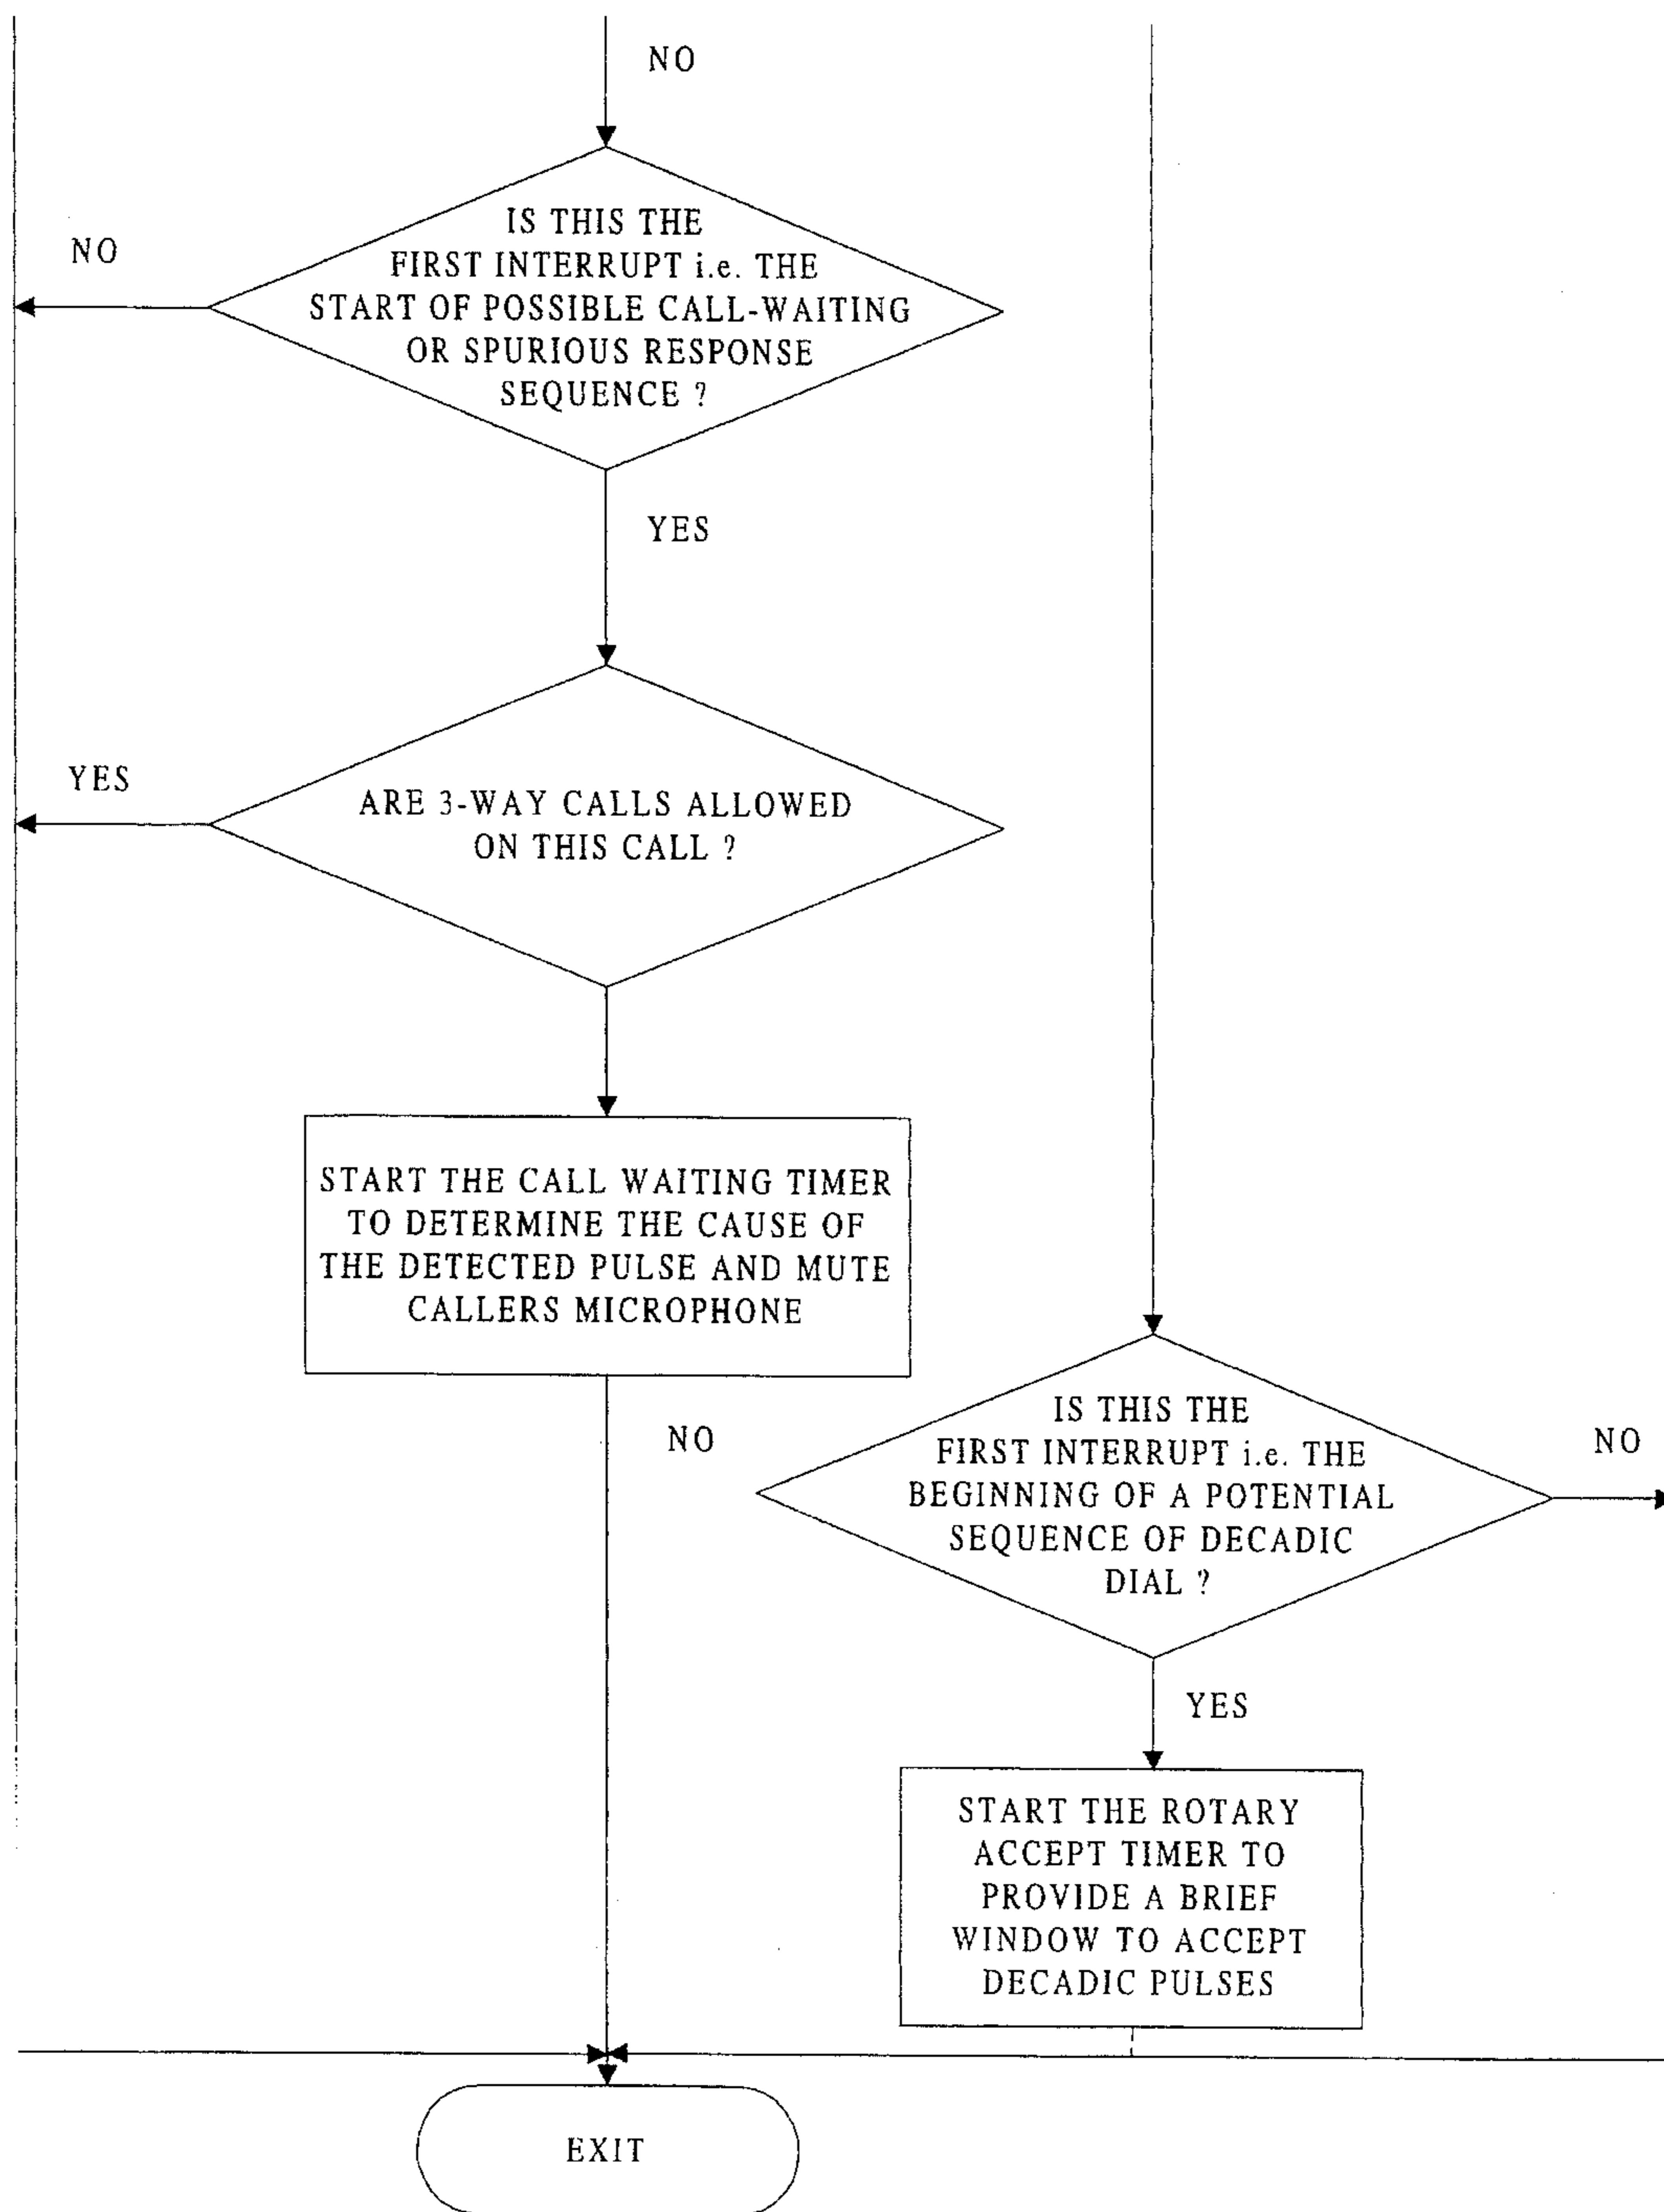 NO
IS THIS THE
FIRST INTERRUPT i.e. THE
START OF POSSIBLE CALL-WAITING
OR SPURIOUS RESPONSE
SEQUENCE ?
NO
YES
ARE 3-WAY CALLS ALLOWED
ON THIS CALL ?
YES
START THE CALL WAITING TIMER
TO DETERMINE THE CAUSE OF
THE DETECTED PULSE AND MUTE
CALLERS MICROPHONE
NO
IS THIS THE
FIRST INTERRUPT i.e. THE
BEGINNING OF A POTENTIAL
SEQUENCE OF DECADIC
DIAL ?
NO
YES
START THE ROTARY
ACCEPT TIMER TO
PROVIDE A BRIEF
WINDOW TO ACCEPT
DECADIC PULSES
EXIT